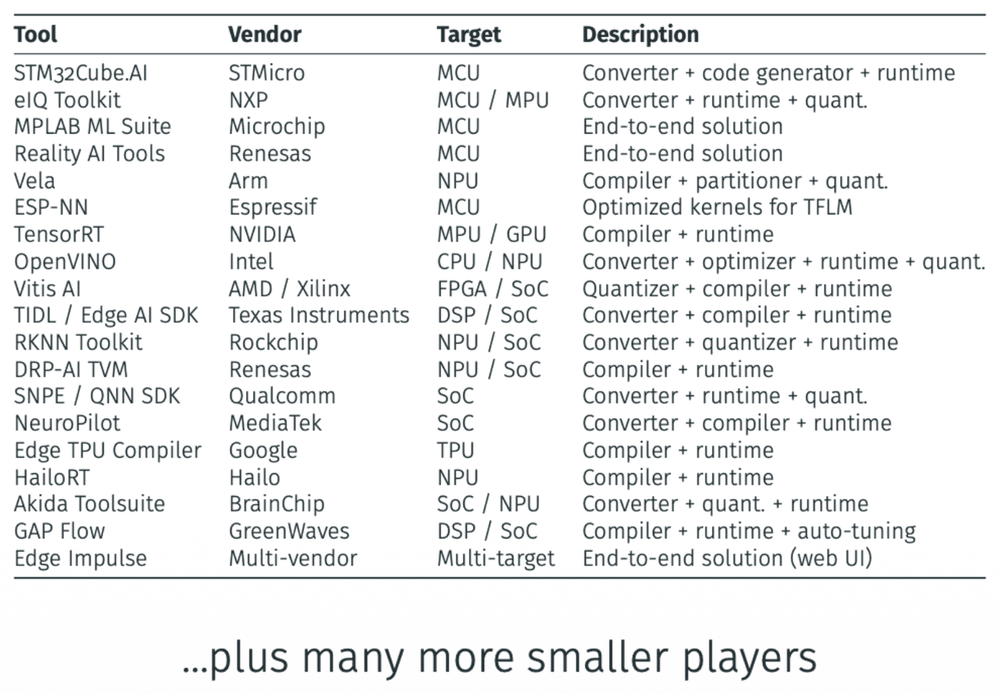 Tool Vendor Target Description
STM32Cube.AI STMicro MCU Converter + code generator + runtime
eIQ Toolkit NXP MCU / MPU Converter + runtime + quant.
MPLAB ML Suite Microchip MCU End-to-end solution
Reality AI Tools Renesas MCU End-to-end solution
Vela Arm NPU Compiler + partitioner + quant.
ESP-NN Espressif MCU Optimized kernels for TFLM
TensorRT NVIDIA MPU / GPU Compiler + runtime
OpenVINO Intel CPU / NPU Converter + optimizer + runtime + quant.
Vitis AI AMD / Xilinx FPGA / SoC Quantizer + compiler + runtime
TIDL / Edge AI SDK Texas Instruments DSP / SoC Converter + compiler + runtime
RKNN Toolkit Rockchip NPU / SoC Converter + quantizer + runtime
DRP-AI TVM Renesas NPU / SoC Compiler + runtime
SNPE / QNN SDK Qualcomm SoC Converter + runtime + quant.
NeuroPilot MediaTek SoC Converter + compiler + runtime
Edge TPU Compiler Google TPU Compiler + runtime
HailoRT Hailo NPU Compiler + runtime
Akida Toolsuite BrainChip SoC / NPU Converter + quant. + runtime
GAP Flow GreenWaves DSP / SoC Compiler + runtime + auto-tuning
Edge Impulse Multi-vendor Multi-target End-to-end solution (web UI)
...plus many more smaller players